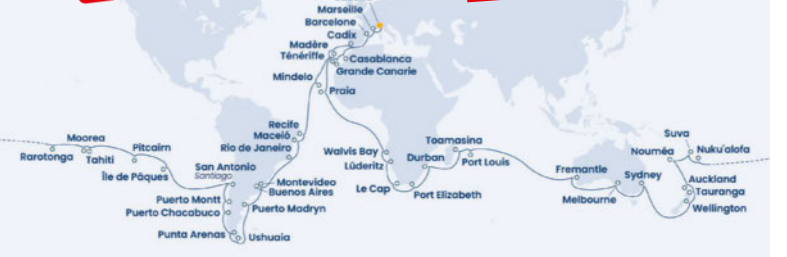 Marseille
Barcelone
Cadix
Madère
Ténériffe
Casablanca
Grande Canarie
Mindelo
Praia
Recife
Maceió
Rio de Janeiro
Moorea
Rarotonga
Tahiti
Pitcairn
Île de Pâques
San Antonio
Santiago
Montevideo
Buenos Aires
Puerto Montt
Puerto Chacabuco
Puerto Madryn
Punta Arenas
Ushuaia
Walvis Bay
Lüderitz
Le Cap
Port Elizabeth
Durban
Toamasina
Port Louis
Fremantle
Melbourne
Sydney
Suva
Nouméa
Nuku'alofa
Auckland
Tauranga
Wellington